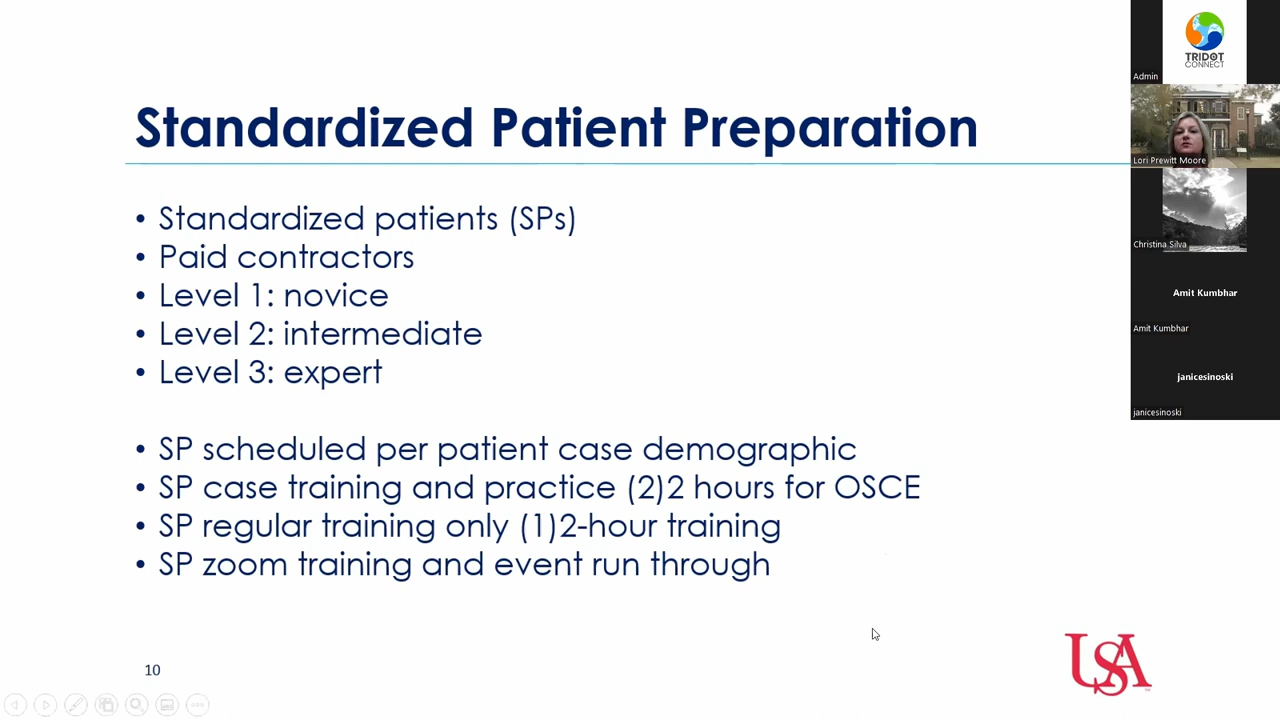 Standardized Patient Preparation
• Standardized patients (SPs)
• Paid contractors
• Level 1: novice
• Level 2: intermediate
• Level 3: expert
• SP scheduled per patient case demographic
• SP case training and practice (2)2 hours for OSCE
• SP regular training only (1)2-hour training
• SP zoom training and event run through
10
USA
TRIDOT
CONNECT
Admin
Lori Prewitt Moore
Christina Silva
Amit Kumbhar
Amit Kumbhar
janicesinoski
janicesinoski